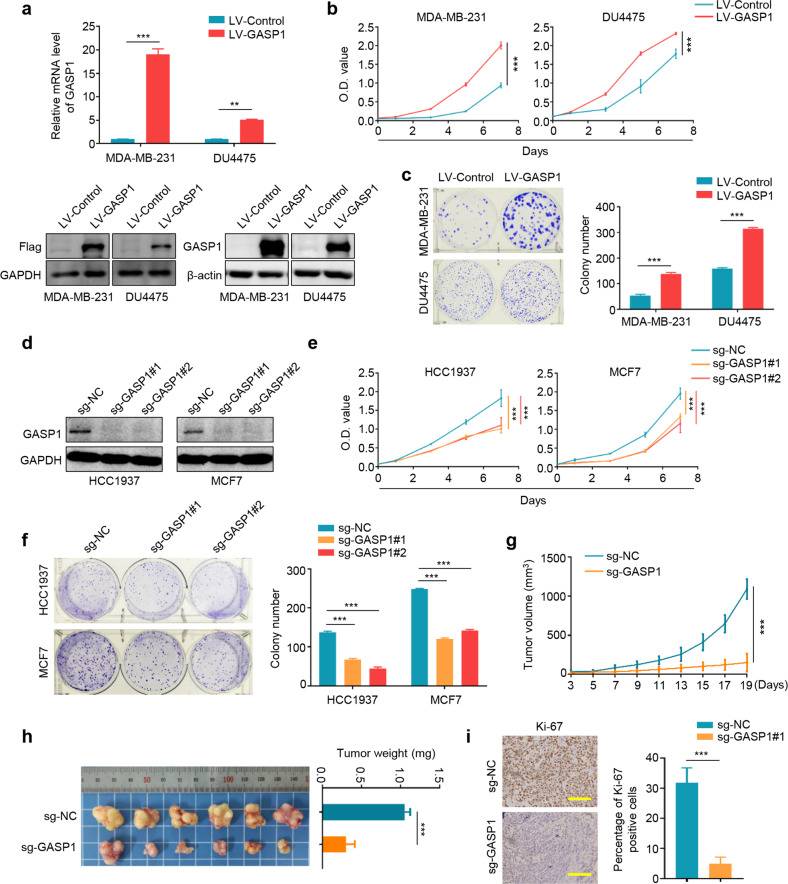 a
LV-Control
LV-GASP1
Relative mRNA level
of GASP1
25
20
15
10
5
0
***
**
MDA-MB-231
DU4475
LV-Control
LV-GASP1
LV-Control
LV-GASP1
Flag
GAPDH
MDA-MB-231
DU4475
LV-Control
LV-GASP1
LV-Control
LV-GASP1
GASP1
β-actin
MDA-MB-231
DU4475
b
MDA-MB-231
DU4475
LV-Control
LV-GASP1
O.D. value
2.5
2.0
1.5
1.0
0.5
0.0
0 2 4 6 8
***
2.5
2.0
1.5
1.0
0.5
0.0
0 2 4 6 8
***
Days
c
LV-Control
LV-GASP1
MDA-MB-231
DU4475
LV-Control
LV-GASP1
Colony number
400
300
200
100
0
***
***
MDA-MB-231
DU4475
d
sg-NC
sg-GASP1#1
sg-GASP1#2
sg-NC
sg-GASP1#1
sg-GASP1#2
GASP1
GAPDH
HCC1937
MCF7
e
HCC1937
MCF7
sg-NC
sg-GASP1#1
sg-GASP1#2
O.D. value
2.5
2.0
1.5
1.0
0.5
0.0
0 2 4 6 8
***
***
2.5
2.0
1.5
1.0
0.5
0.0
0 2 4 6 8
***
***
Days
f
sg-NC
sg-GASP1#1
sg-GASP1#2
HCC1937
MCF7
sg-NC
sg-GASP1#1
sg-GASP1#2
Colony number
300
200
100
0
***
***
***
***
HCC1937
MCF7
g
sg-NC
sg-GASP1
Tumor volume (mm³)
1500
1000
500
0
***
3 5 7 9 11 13 15 17 19 (Days)
h
50
100
sg-NC
sg-GASP1
Tumor weight (mg)
0.0 0.5 1.0 1.5
***
i
Ki-67
sg-NC
sg-GASP1
sg-NC
sg-GASP1#1
Percentage of Ki-67
positive cells
40
30
20
10
0
***